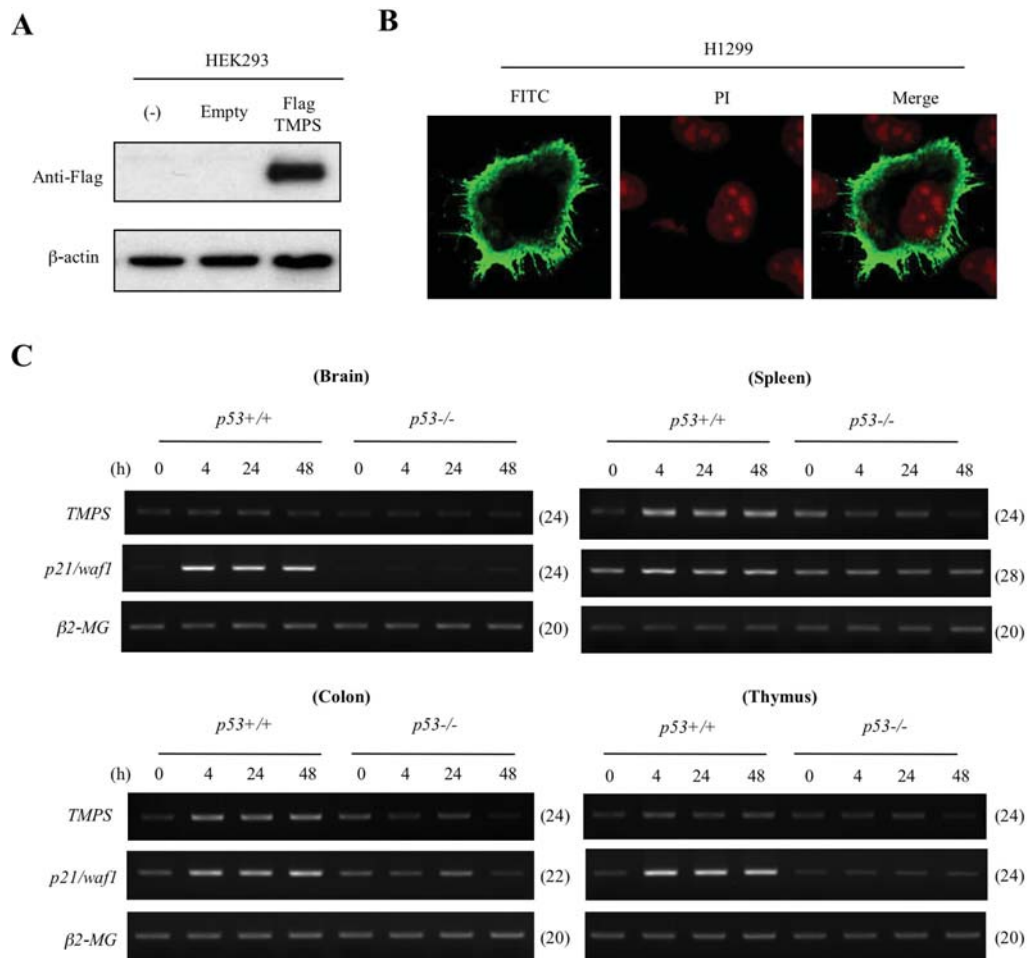 A
HEK293
(-) Empty Flag
TMPS
Anti-Flag
β-actin
B
H1299
FITC PI Merge
C
(Brain)
p53+/+ p53-/-
(h) 0 4 24 48 0 4 24 48
TMPS (24)
p21/waf1 (24)
β2-MG (20)
(Spleen)
p53+/+ p53-/-
0 4 24 48 0 4 24 48
(24)
(28)
(20)
(Colon)
p53+/+ p53-/-
(h) 0 4 24 48 0 4 24 48
TMPS (24)
p21/waf1 (22)
β2-MG (20)
(Thymus)
p53+/+ p53-/-
0 4 24 48 0 4 24 48
(24)
(24)
(20)